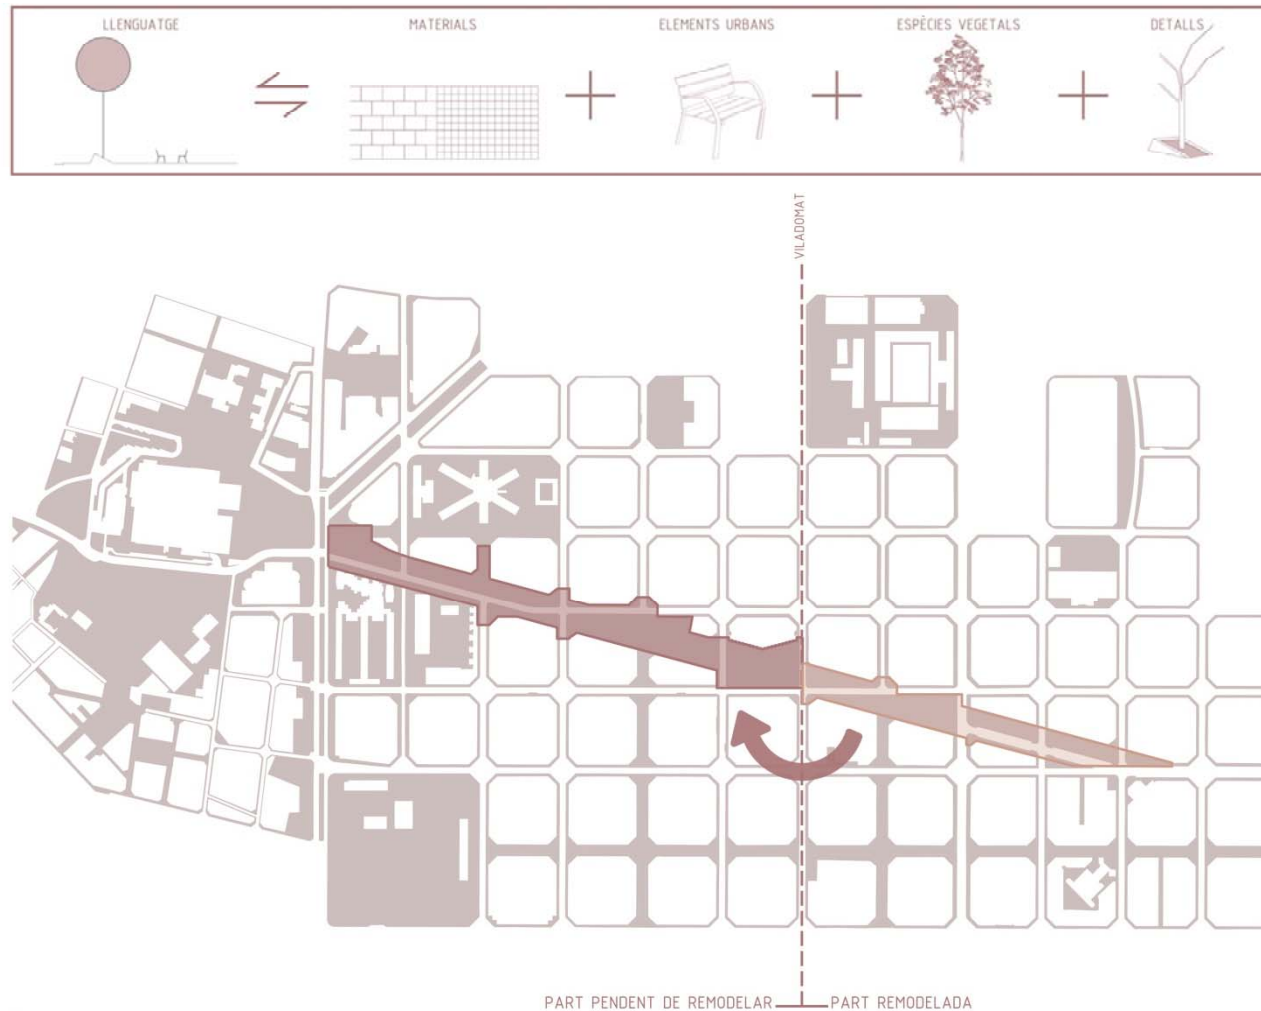 LLENGUATGE
MATERIALS
ELEMENTS URBANS
ESPÈCIES VEGETALS
DETALLS
VILADOMAT
PART PENDENT DE REMODELAR
PART REMODELADA